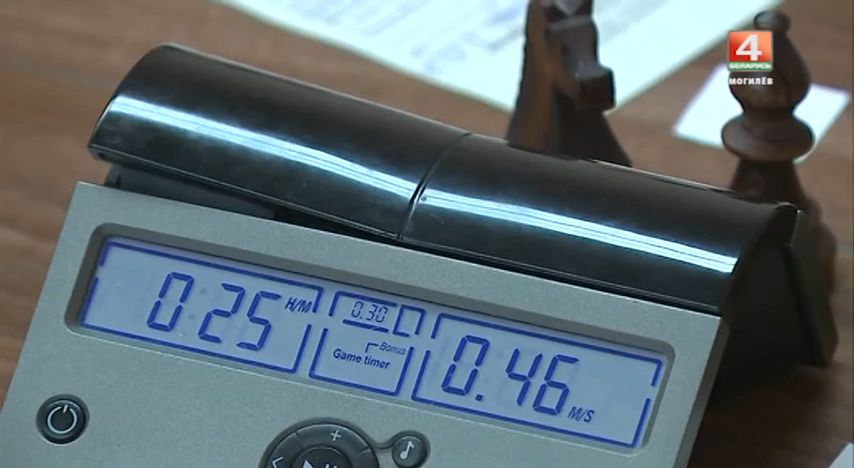 4
БЕЛАРУСЬ
МОГИЛЁВ
0:25 H/M
0.30
Bonus
Game timer
0.46 M/S